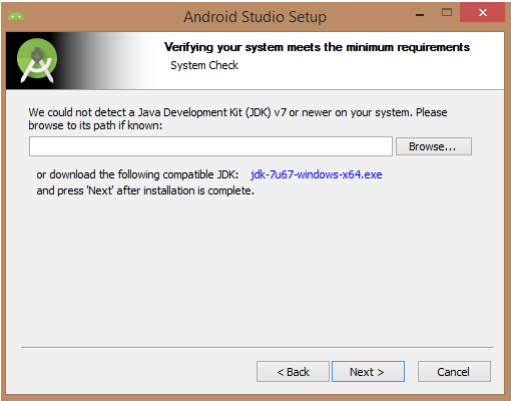 Android Studio Setup
Verifying your system meets the minimum requirements
System Check
We could not detect a Java Development Kit (JDK) v7 or newer on your system. Please
browse to its path if known:
Browse...
or download the following compatible JDK: jdk-7u67-windows-x64.exe
and press 'Next' after installation is complete.
< Back Next > Cancel